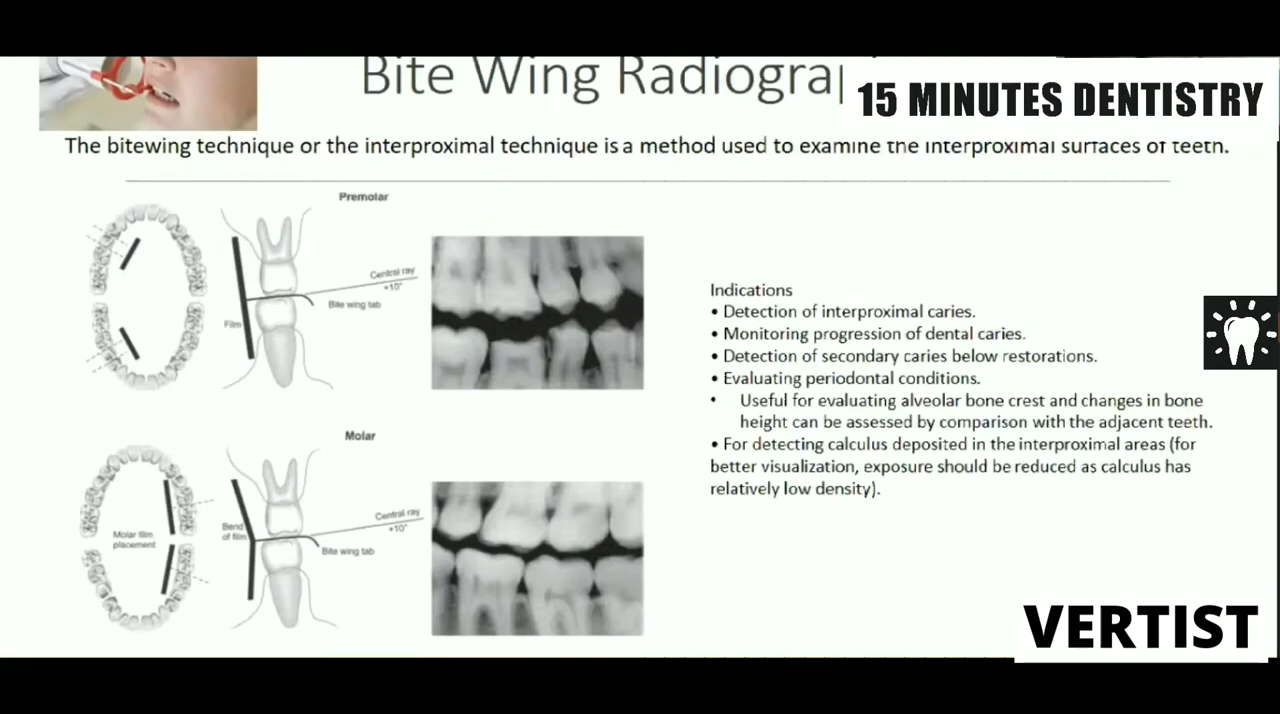 Bite Wing Radiogra
15 MINUTES DENTISTRY
The bitewing technique or the interproximal technique is a method used to examine the interproximal surfaces of teeth.
Premolar
Central ray
+10°
Bite wing tab
Film
Indications
• Detection of interproximal caries.
• Monitoring progression of dental caries.
• Detection of secondary caries below restorations.
• Evaluating periodontal conditions.
• Useful for evaluating alveolar bone crest and changes in bone
height can be assessed by comparison with the adjacent teeth.
• For detecting calculus deposited in the interproximal areas (for
better visualization, exposure should be reduced as calculus has
relatively low density).
Molar
Molar film
placement
Bend
of film
Central ray
+10°
Bite wing tab
VERTIST